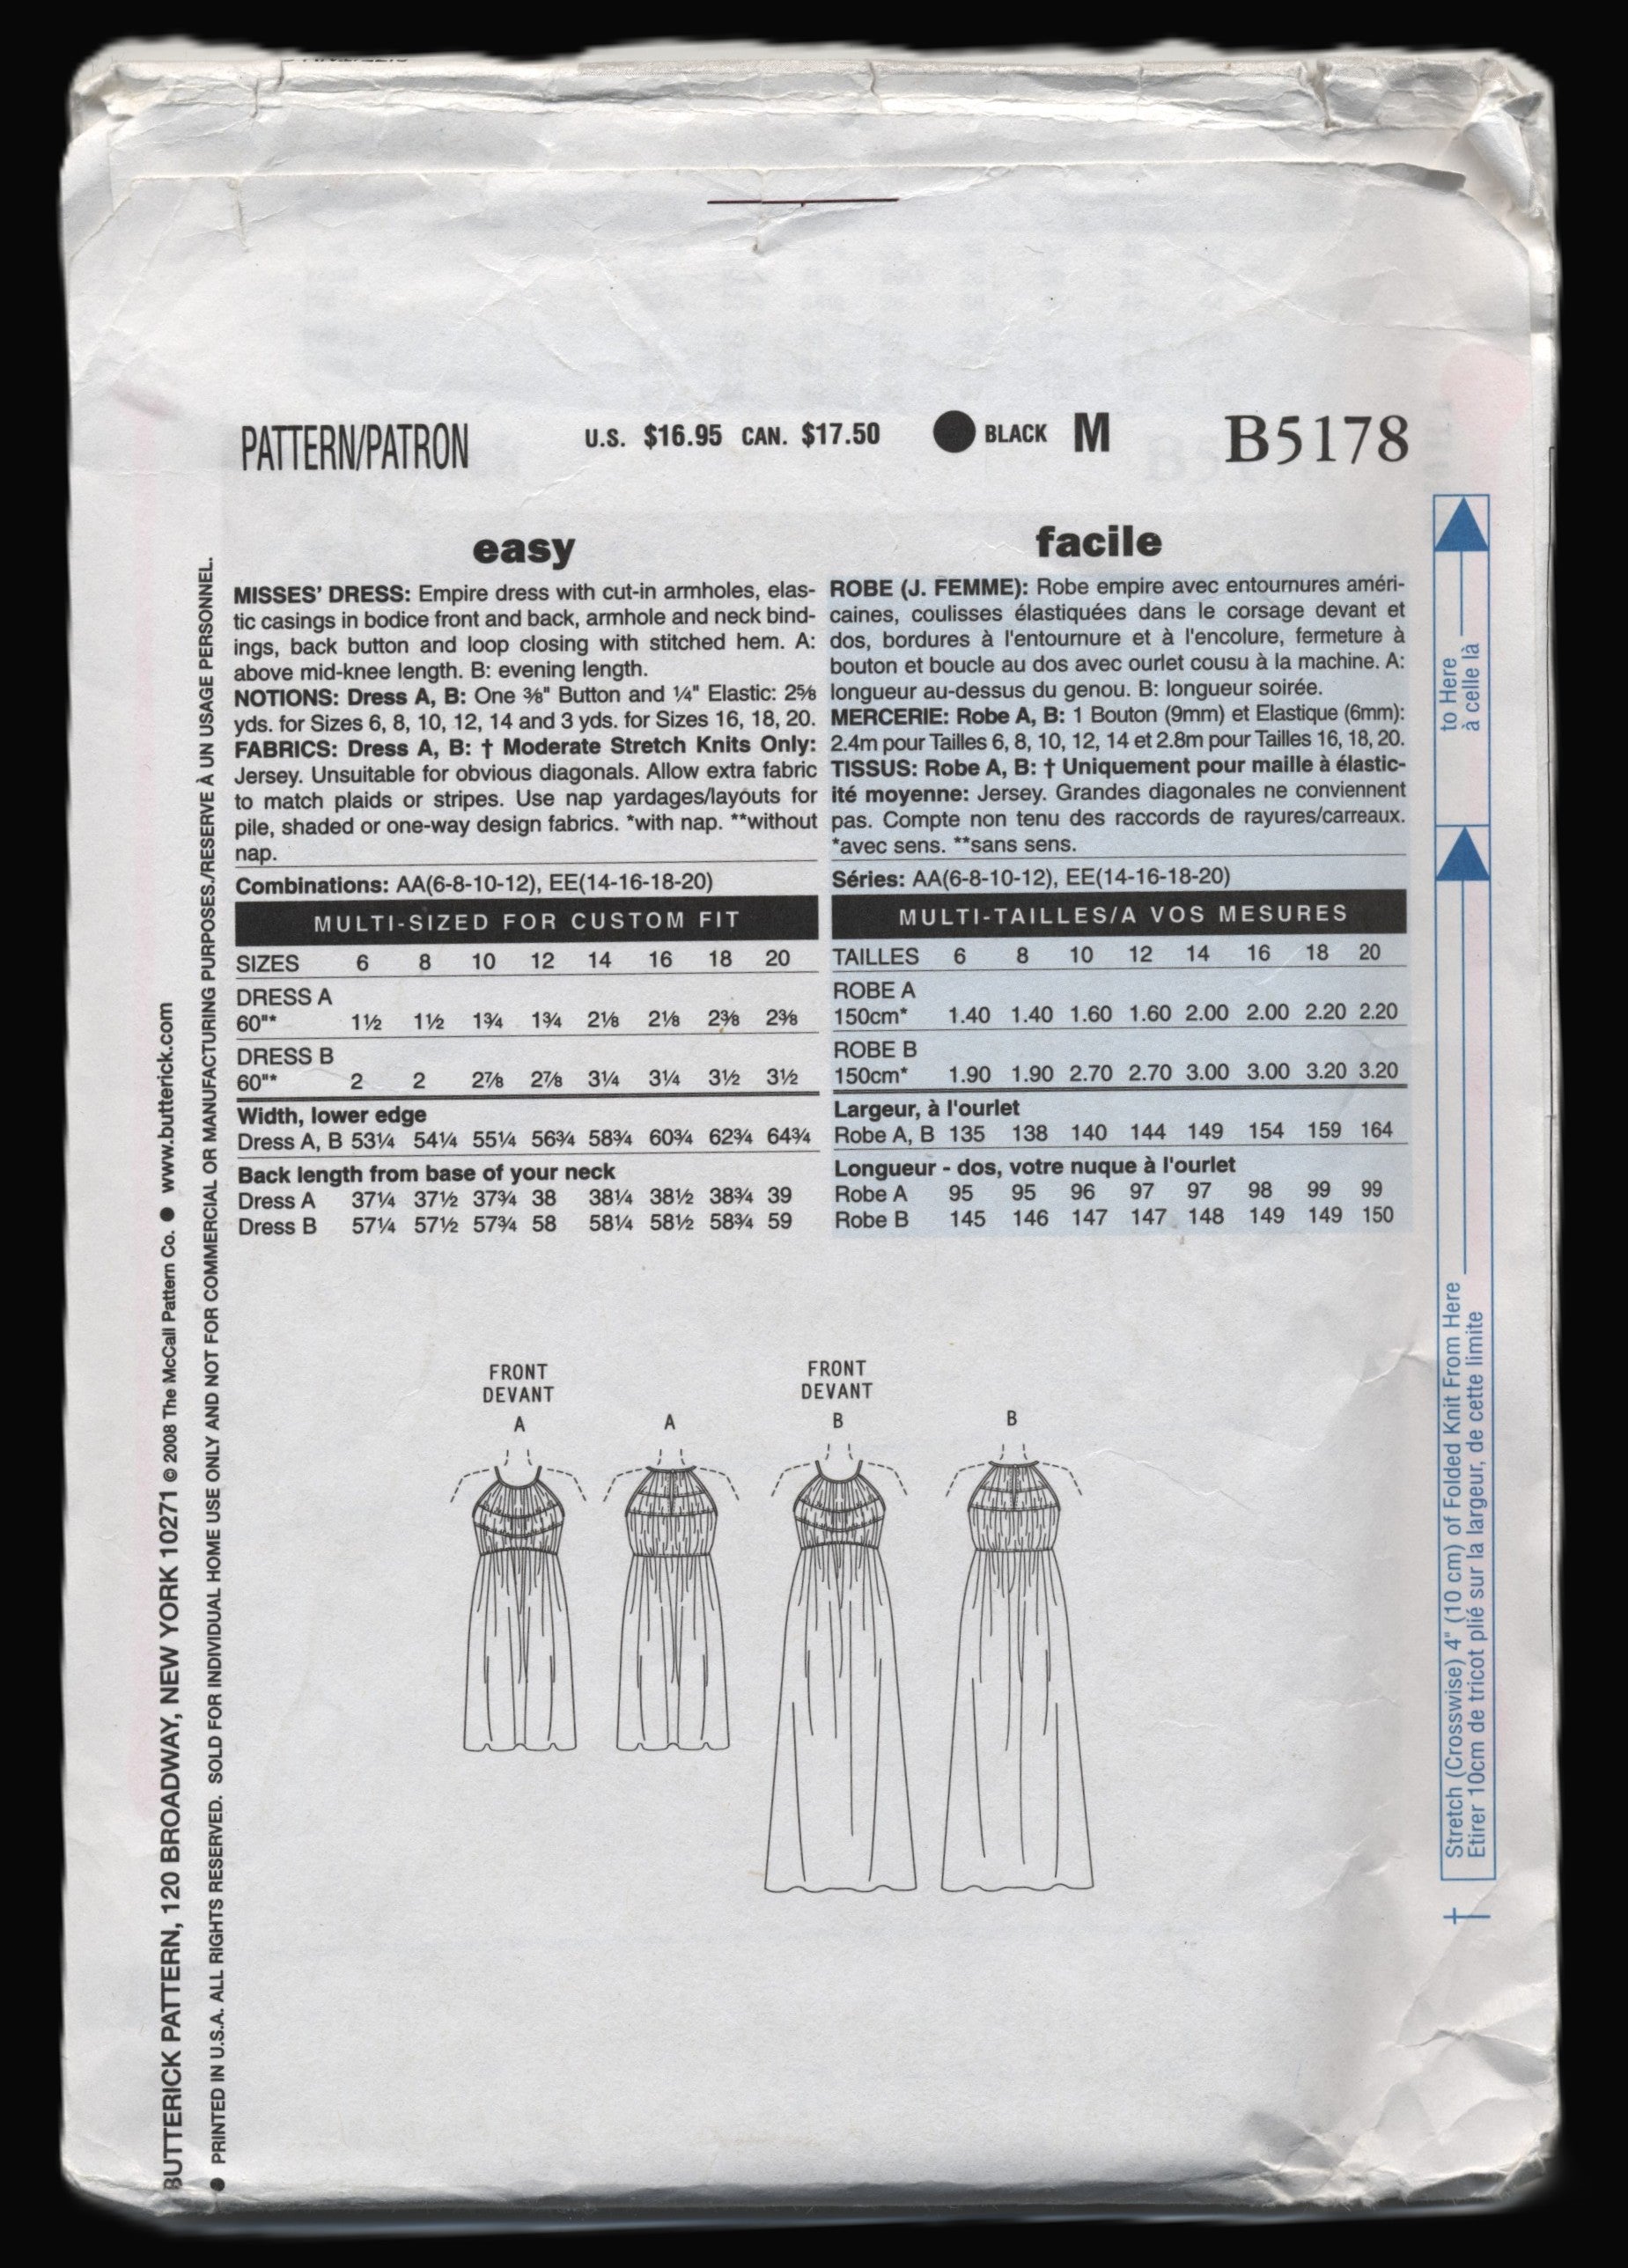 PATTERN/PATRON
U.S. $16.95 CAN. $17.50
● BLACK M
B5178
easy
MISSES' DRESS: Empire dress with cut-in armholes, elas-
tic casings in bodice front and back, armhole and neck bind-
ings, back button and loop closing with stitched hem. A:
above mid-knee length. B: evening length.
NOTIONS: Dress A, B: One ⅜" Button and ¼" Elastic: 2⅝
yds. for Sizes 6, 8, 10, 12, 14 and 3 yds. for Sizes 16, 18, 20.
FABRICS: Dress A, B: † Moderate Stretch Knits Only:
Jersey. Unsuitable for obvious diagonals. Allow extra fabric
to match plaids or stripes. Use nap yardages/layouts for
pile, shaded or one-way design fabrics. *with nap. **without
nap.
Combinations: AA(6-8-10-12), EE(14-16-18-20)
MULTI-SIZED FOR CUSTOM FIT
SIZES 6 8 10 12 14 16 18 20
DRESS A
60"* 1½ 1½ 1¾ 1¾ 2⅛ 2⅛ 2⅜ 2⅜
DRESS B
60"* 2 2 2⅞ 2⅞ 3¼ 3¼ 3½ 3½
Width, lower edge
Dress A, B 53¼ 54¼ 55¼ 56¾ 58¾ 60¾ 62¾ 64¾
Back length from base of your neck
Dress A 37¼ 37½ 37¾ 38 38¼ 38½ 38¾ 39
Dress B 57¼ 57½ 57¾ 58 58¼ 58½ 58¾ 59
facile
ROBE (J. FEMME): Robe empire avec entournures améri-
caines, coulisses élastiquées dans le corsage devant et
dos, bordures à l'entournure et à l'encolure, fermeture à
bouton et boucle au dos avec ourlet cousu à la machine. A:
longueur au-dessus du genou. B: longueur soirée.
MERCERIE: Robe A, B: 1 Bouton (9mm) et Elastique (6mm):
2.4m pour Tailles 6, 8, 10, 12, 14 et 2.8m pour Tailles 16, 18, 20.
TISSUS: Robe A, B: † Uniquement pour maille à élastic-
ité moyenne: Jersey. Grandes diagonales ne conviennent
pas. Compte non tenu des raccords de rayures/carreaux.
*avec sens. **sans sens.
Séries: AA(6-8-10-12), EE(14-16-18-20)
MULTI-TAILLES/A VOS MESURES
TAILLES 6 8 10 12 14 16 18 20
ROBE A
150cm* 1.40 1.40 1.60 1.60 2.00 2.00 2.20 2.20
ROBE B
150cm* 1.90 1.90 2.70 2.70 3.00 3.00 3.20 3.20
Largeur, à l'ourlet
Robe A, B 135 138 140 144 149 154 159 164
Longueur - dos, votre nuque à l'ourlet
Robe A 95 95 96 97 97 98 99 99
Robe B 145 146 147 147 148 149 149 150
FRONT
DEVANT
A
A
FRONT
DEVANT
B
B
BUTTERICK PATTERN, 120 BROADWAY, NEW YORK 10271 © 2008 The McCall Pattern Co. ● www.butterick.com
● PRINTED IN U.S.A. ALL RIGHTS RESERVED. SOLD FOR INDIVIDUAL HOME USE ONLY AND NOT FOR COMMERCIAL OR MANUFACTURING PURPOSES./RESERVE À UN USAGE PERSONNEL.
† Stretch (Crosswise) 4" (10 cm) of Folded Knit From Here
Etirer 10cm de tricot plié sur la largeur, de cette limite
to Here
à celle là